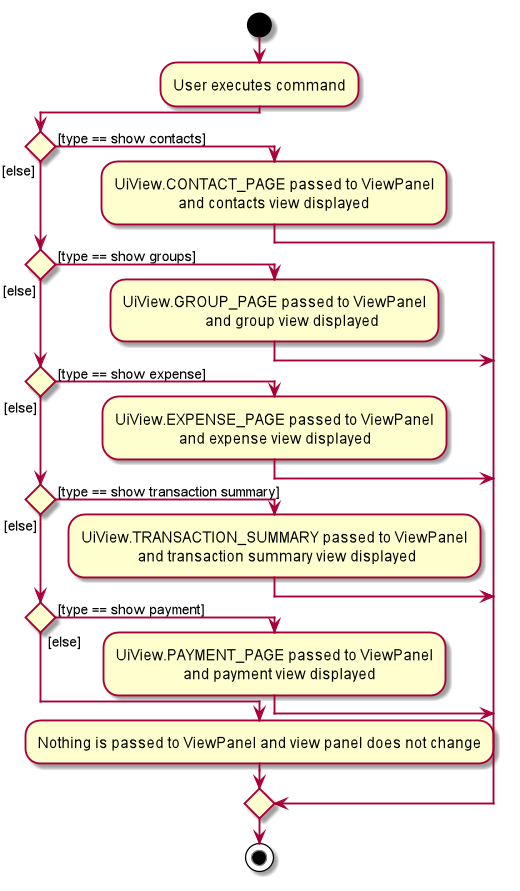 User executes command
[type == show contacts]
[else]
UiView.CONTACT_PAGE passed to ViewPanel
and contacts view displayed
[type == show groups]
[else]
UiView.GROUP_PAGE passed to ViewPanel
and group view displayed
[type == show expense]
[else]
UiView.EXPENSE_PAGE passed to ViewPanel
and expense view displayed
[type == show transaction summary]
[else]
UiView.TRANSACTION_SUMMARY passed to ViewPanel
and transaction summary view displayed
[type == show payment]
[else]
UiView.PAYMENT_PAGE passed to ViewPanel
and payment view displayed
Nothing is passed to ViewPanel and view panel does not change